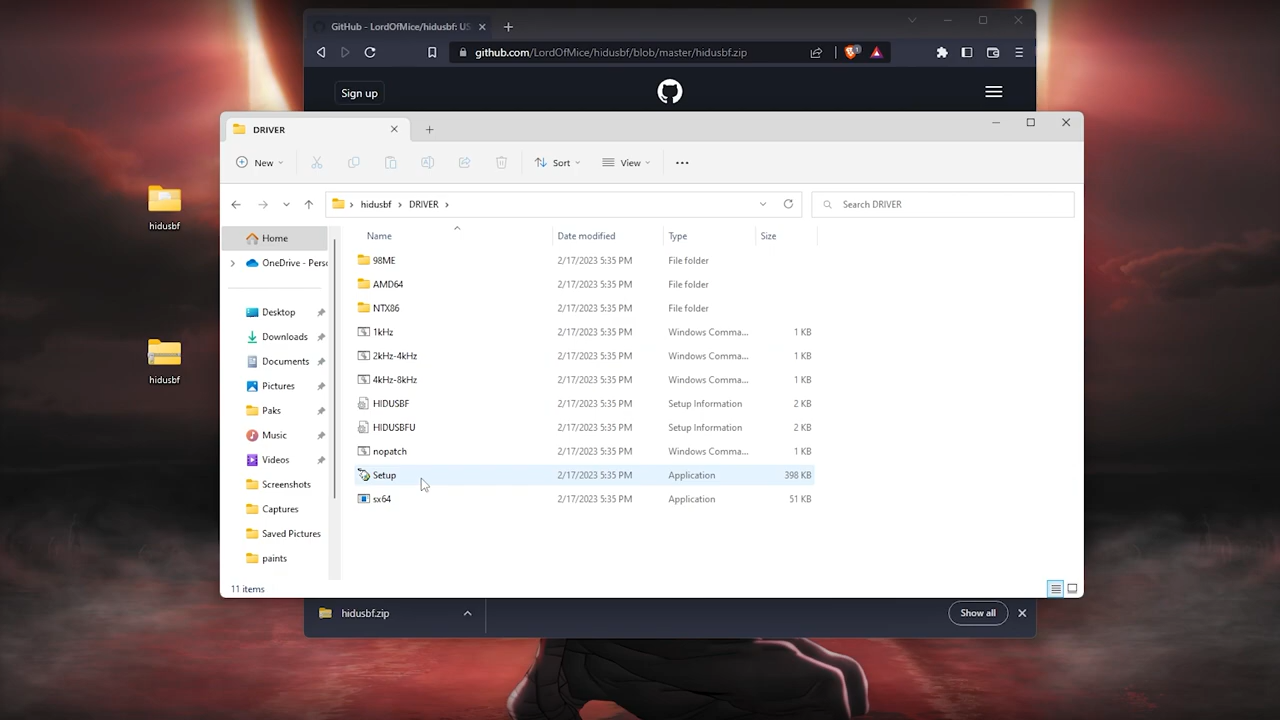 GitHub - LordOfMice/hidusbf: US
github.com/LordOfMice/hidusbf/blob/master/hidusbf.zip
1
Sign up
DRIVER
New
Sort
View
hidusbf > DRIVER >
Search DRIVER
hidusbf
hidusbf
Home
OneDrive - Perso
Desktop
Downloads
Documents
Pictures
Paks
Music
Videos
Screenshots
Captures
Saved Pictures
paints
Name Date modified Type Size
98ME 2/17/2023 5:35 PM File folder
AMD64 2/17/2023 5:35 PM File folder
NTX86 2/17/2023 5:35 PM File folder
1kHz 2/17/2023 5:35 PM Windows Comma... 1 KB
2kHz-4kHz 2/17/2023 5:35 PM Windows Comma... 1 KB
4kHz-8kHz 2/17/2023 5:35 PM Windows Comma... 1 KB
HIDUSBF 2/17/2023 5:35 PM Setup Information 2 KB
HIDUSBFU 2/17/2023 5:35 PM Setup Information 2 KB
nopatch 2/17/2023 5:35 PM Windows Comma... 1 KB
Setup 2/17/2023 5:35 PM Application 398 KB
sx64 2/17/2023 5:35 PM Application 51 KB
11 items
hidusbf.zip
Show all